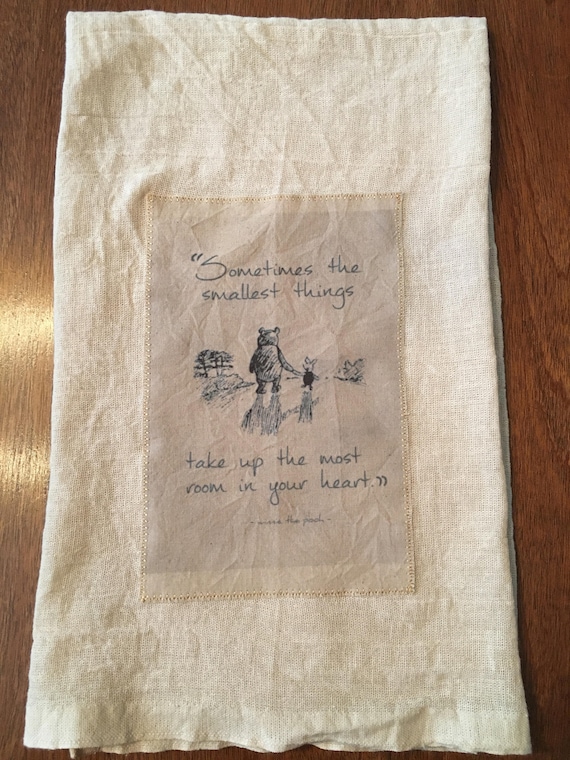 “Sometimes the
smallest things
take up the most
room in your heart.”
- winnie the pooh -